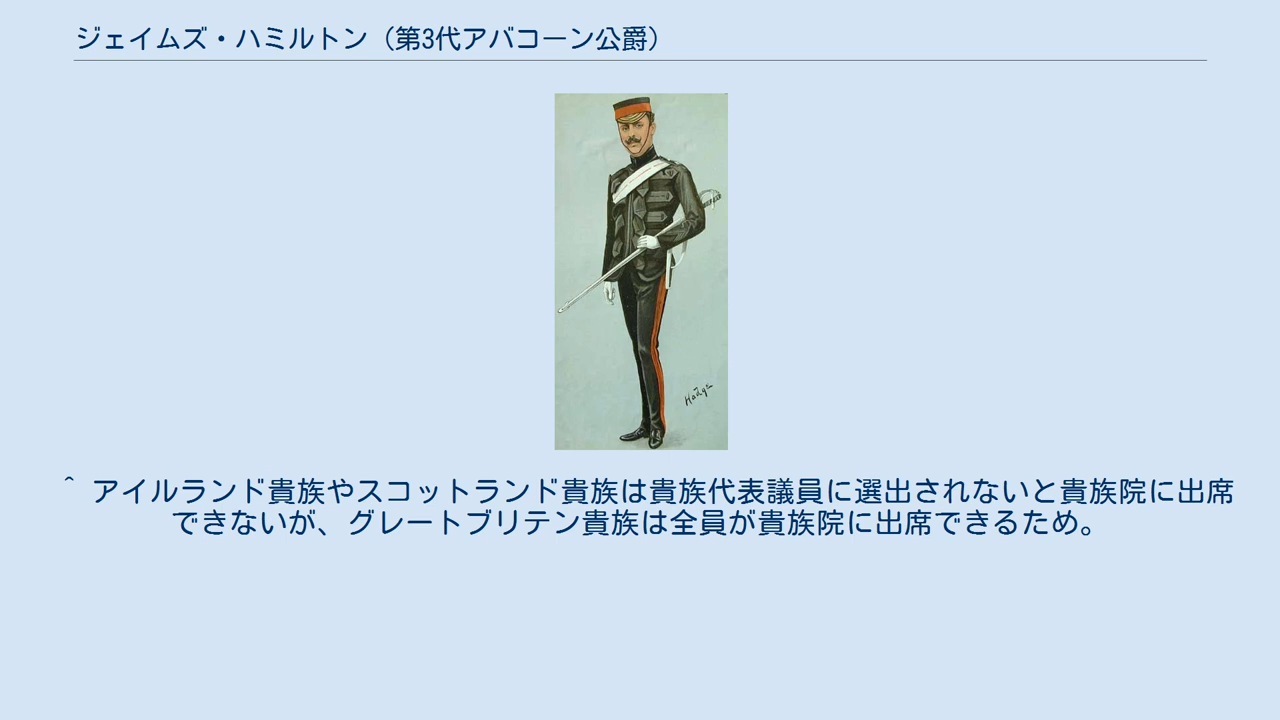 ジェイムズ・ハミルトン（第3代アバコーン公爵）
^ アイルランド貴族やスコットランド貴族は貴族代表議員に選出されないと貴族院に出席
できないが、グレートブリテン貴族は全員が貴族院に出席できるため。